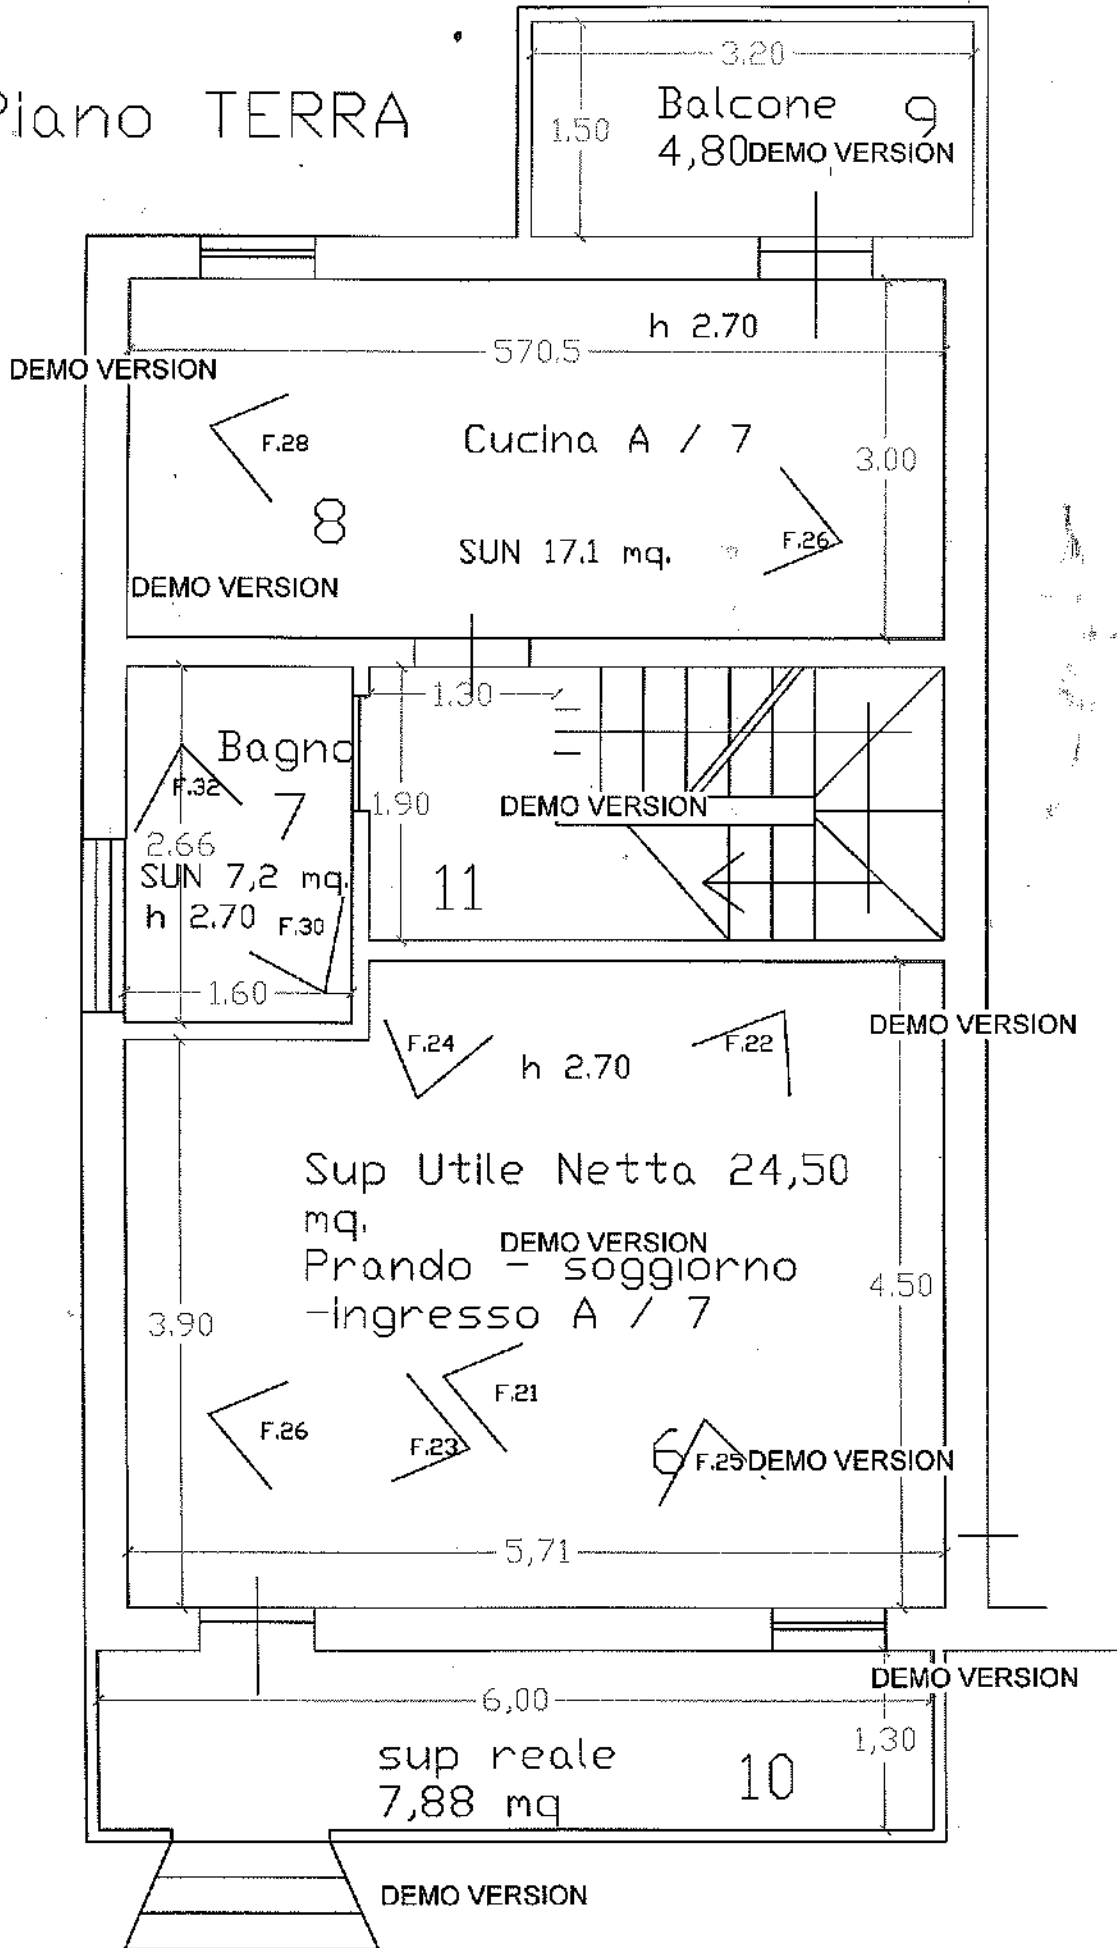 Piano TERRA
3.20
Balcone 9
1.50
4,80 DEMO VERSION
h 2.70
570.5
DEMO VERSION
F.28
Cucina A / 7
3.00
8
SUN 17.1 mq.
F.26
DEMO VERSION
1.30
Bagno
F.32
7
1.90
DEMO VERSION
2.66
SUN 7,2 mq.
11
h 2.70
F.30
1.60
DEMO VERSION
F.24
F.22
h 2.70
Sup Utile Netta 24,50
mq.
DEMO VERSION
Prando - soggiorno
4.50
3.90
-ingresso A / 7
F.21
F.26
F.23
6
F.25
DEMO VERSION
5,71
DEMO VERSION
6,00
1,30
sup reale
10
7,88 mq
DEMO VERSION